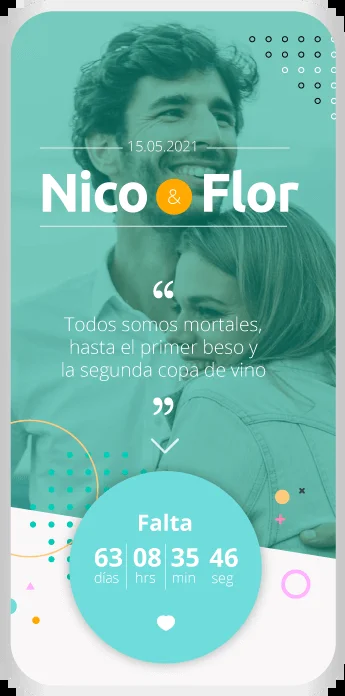 15.05.2021
Nico & Flor
“
Todos somos mortales,
hasta el primer beso y
la segunda copa de vino
”
Falta
63 08 35 46
días hrs min seg